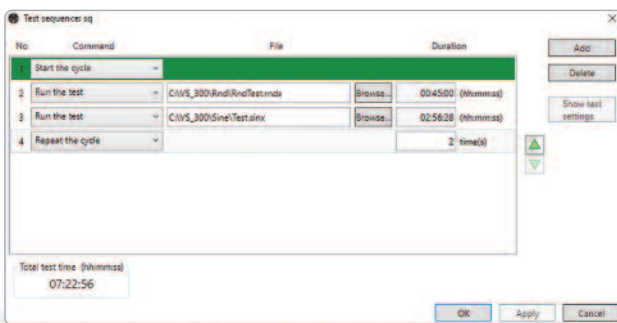 Test sequence: sq
No Command File Duration
1 Start the cycle
2 Run the test C:\VS_300\Rnd\RndTest.rndx Browse... 00:45:00 (hh:mm:ss)
3 Run the test C:\VS_300\Sine\Test.sinx Browse... 02:56:28 (hh:mm:ss)
4 Repeat the cycle 2 time(s)
Add
Delete
Show test
settings
Total test time (hh:mm:ss)
07:22:56
OK Apply Cancel